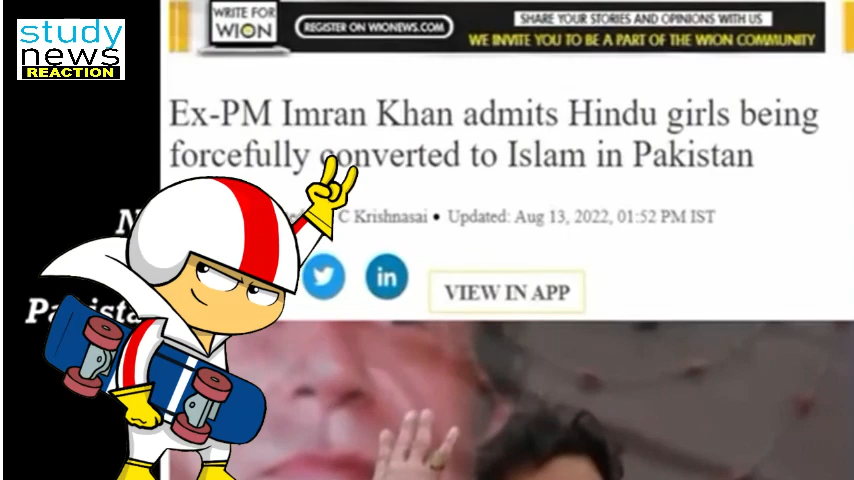 study
news
REACTION
WRITE FOR
WION
REGISTER ON WIONEWS.COM
SHARE YOUR STORIES AND OPINIONS WITH US
WE INVITE YOU TO BE A PART OF THE WION COMMUNITY
Ex-PM Imran Khan admits Hindu girls being
forcefully converted to Islam in Pakistan
C Krishnasai • Updated: Aug 13, 2022, 01:52 PM IST
in
VIEW IN APP